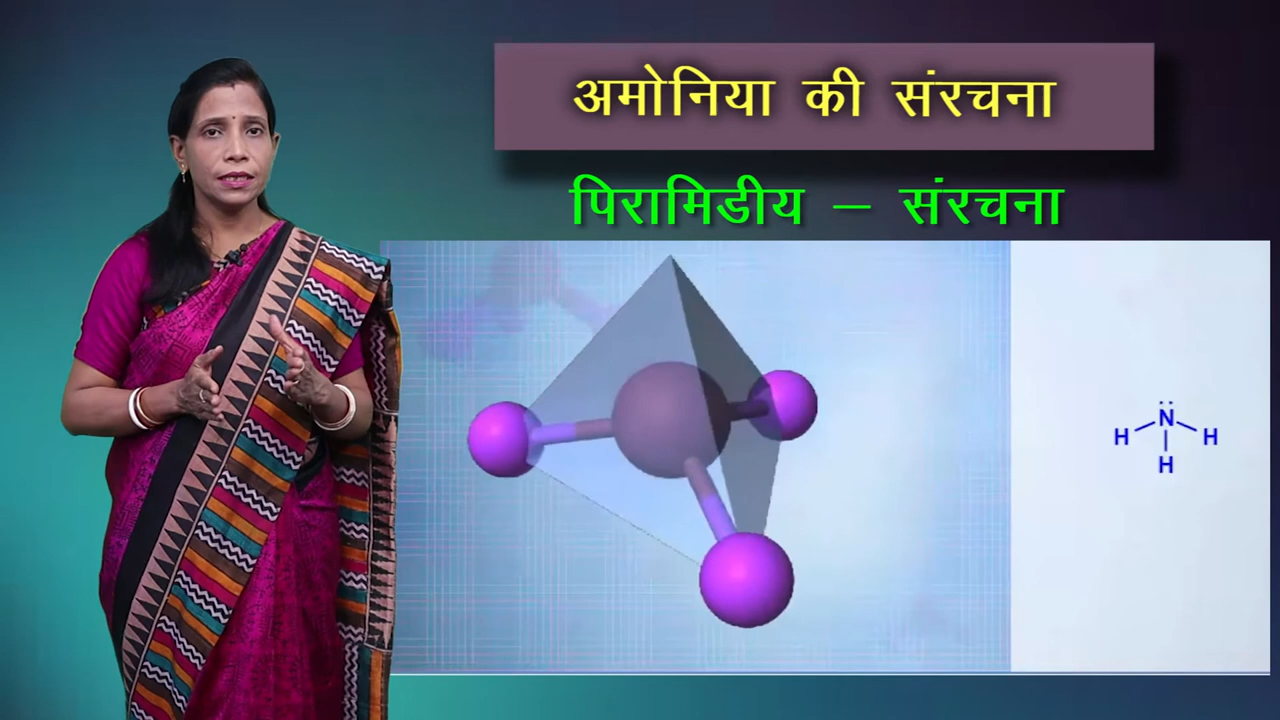 अमोनिया की संरचना
पिरामिडीय – संरचना
N
H H
H